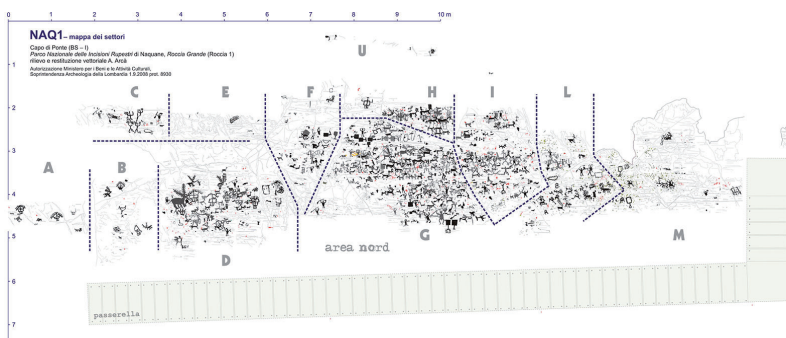 0 1 2 3 4 5 6 7 8 9 10 m
NAQ1 – mappa dei settori
Capo di Ponte (BS – I)
Parco Nazionale delle Incisioni Rupestri di Naquane, Roccia Grande (Roccia 1)
rilievo e restituzione vettoriale A. Arcà
Autorizzazione Ministero per i Beni e le Attività Culturali,
Soprintendenza Archeologia della Lombardia 1.9.2008 prot. 8930
U
1
C E F H I L
2
3
A B
4
5
D
area nord
G
M
6
passerella
7